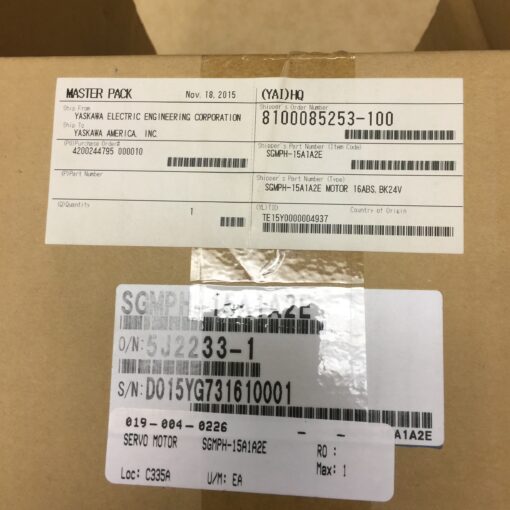 MASTER PACK Nov. 18, 2015 (YAI)HQ
Ship From
YASKAWA ELECTRIC ENGINEERING CORPORATION
Ship To
YASKAWA AMERICA, INC.
(PO)Purchase Order#
4200244795 000010
(P)Part Number
(Q)Quantity 1
Shipper's Order Number
8100085253-100
Shipper's Part Number (Item Code)
SGMPH-15A1A2E
Shipper's Part Number (Type)
SGMPH-15A1A2E MOTOR 16ABS.BK24V
(YLITID) Country of Origin
TE15Y0000004937
SGMPH-15A1A2E
O/N: 5J2233-1
S/N: D015YG731610001
A1A2E
019-004-0226
SERVO MOTOR SGMPH-15A1A2E RO :
Max: 1
Loc: C335A U/M: EA